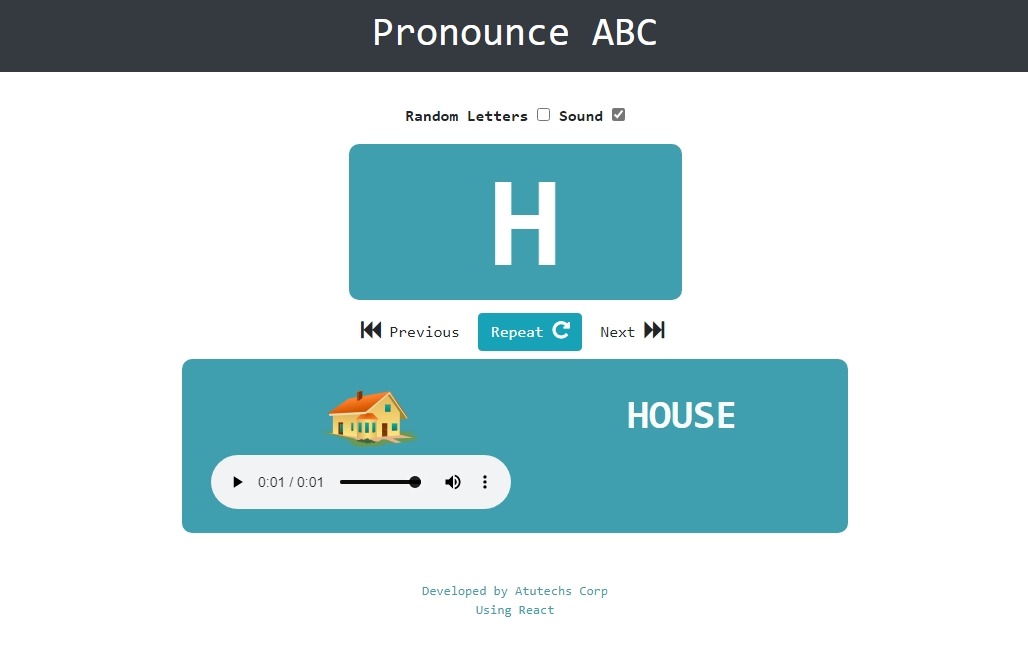 Pronounce ABC
Random Letters Sound
H
Previous Repeat Next
HOUSE
0:01 / 0:01
Developed by Atutechs Corp
Using React